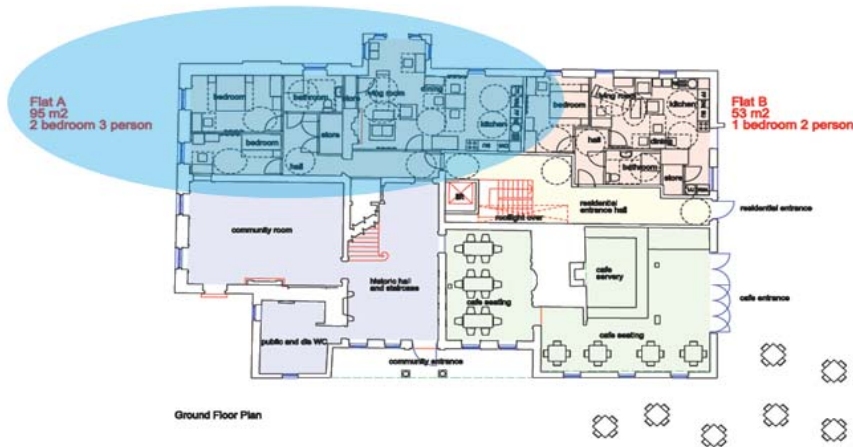 Flat A
95 m2
2 bedroom 3 person
bedroom
bathroom
store
living room
dining
kitchen
bedroom
store
hall
bedroom
living room
kitchen
dining
hall
bathroom
store
Flat B
53 m2
1 bedroom 2 person
lift
rooflight over
residential
entrance hall
residential entrance
community room
historic hall
and staircase
cafe
servery
cafe seating
cafe entrance
public and dis WC
cafe seating
community entrance
Ground Floor Plan